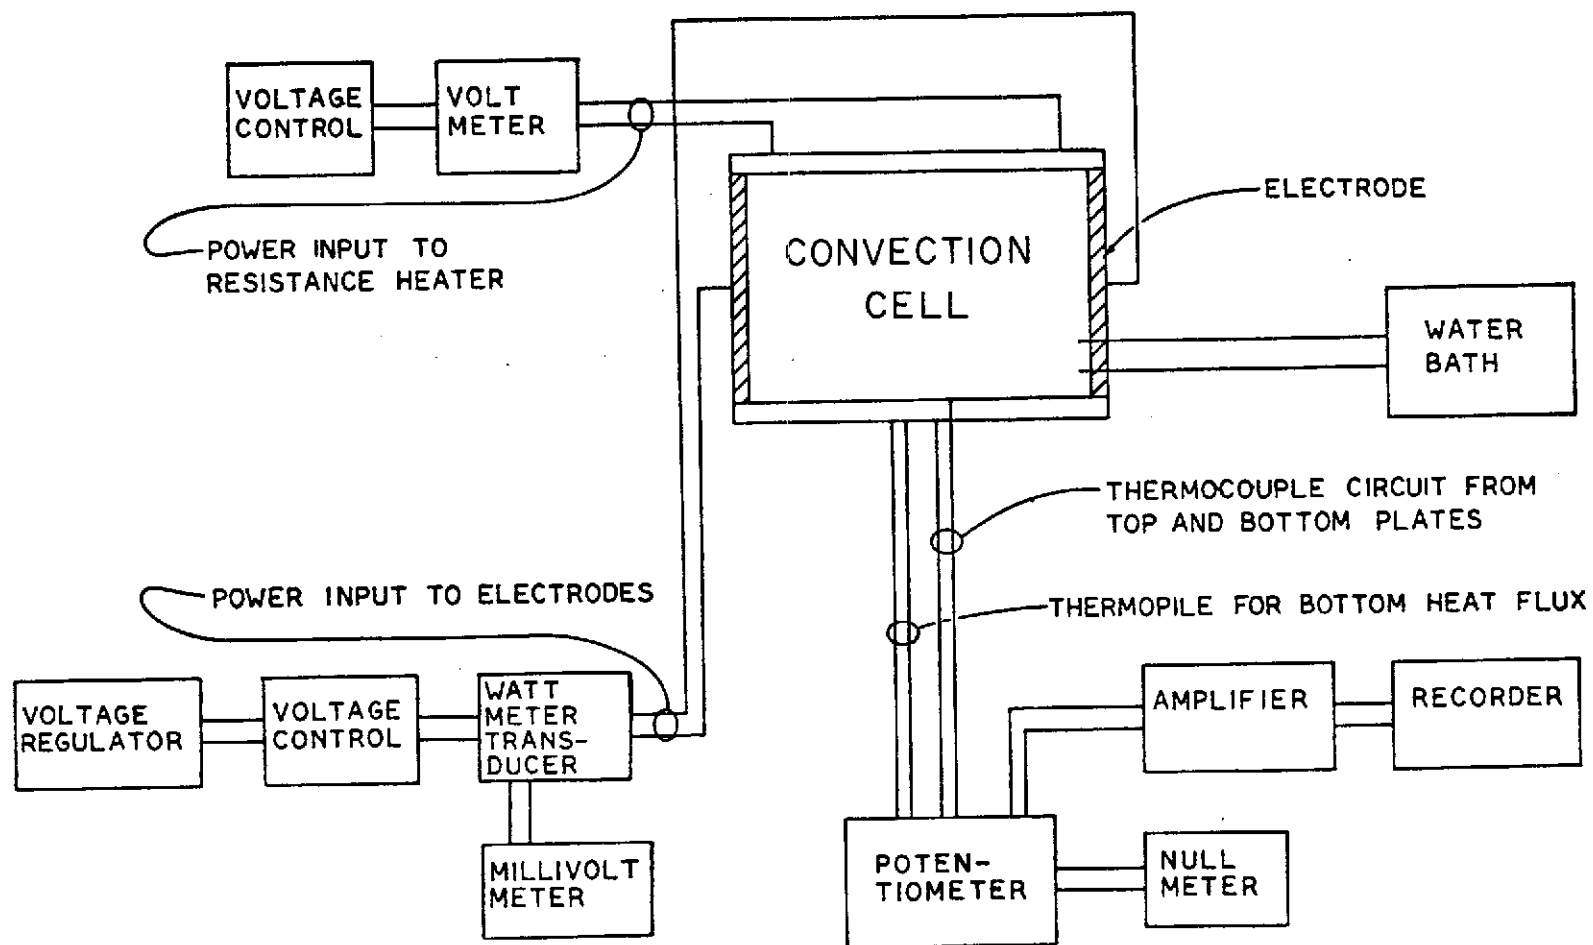 VOLTAGE
CONTROL
VOLT
METER
ELECTRODE
POWER INPUT TO
RESISTANCE HEATER
CONVECTION
CELL
WATER
BATH
THERMOCOUPLE CIRCUIT FROM
TOP AND BOTTOM PLATES
POWER INPUT TO ELECTRODES
THERMOPILE FOR BOTTOM HEAT FLUX
VOLTAGE
REGULATOR
VOLTAGE
CONTROL
WATT
METER
TRANS-
DUCER
AMPLIFIER
RECORDER
MILLIVOLT
METER
POTEN-
TIOMETER
NULL
METER